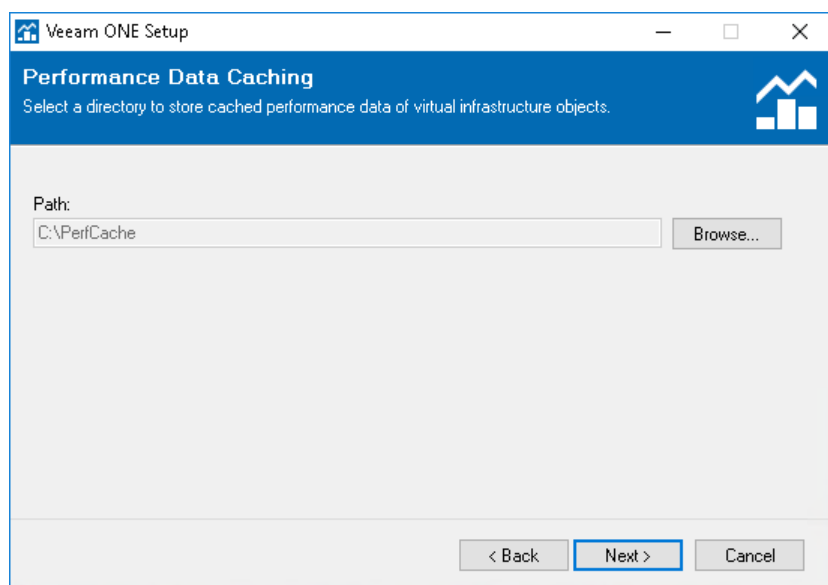 Veeam ONE Setup
Performance Data Caching
Select a directory to store cached performance data of virtual infrastructure objects.
Path:
C:\PerfCache
Browse...
< Back
Next >
Cancel